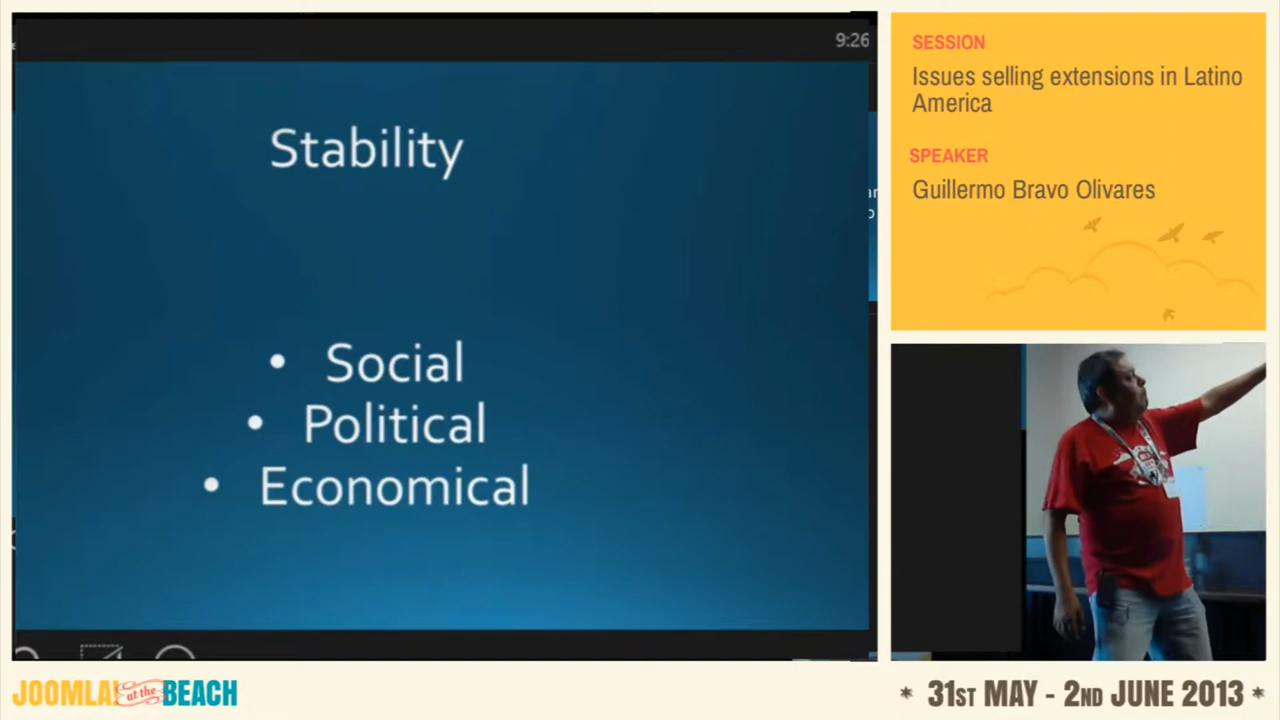 9:26
Stability
• Social
• Political
• Economical
SESSION
Issues selling extensions in Latino
America
SPEAKER
Guillermo Bravo Olivares
JOOMLA! at the BEACH
* 31ST MAY - 2ND JUNE 2013 *